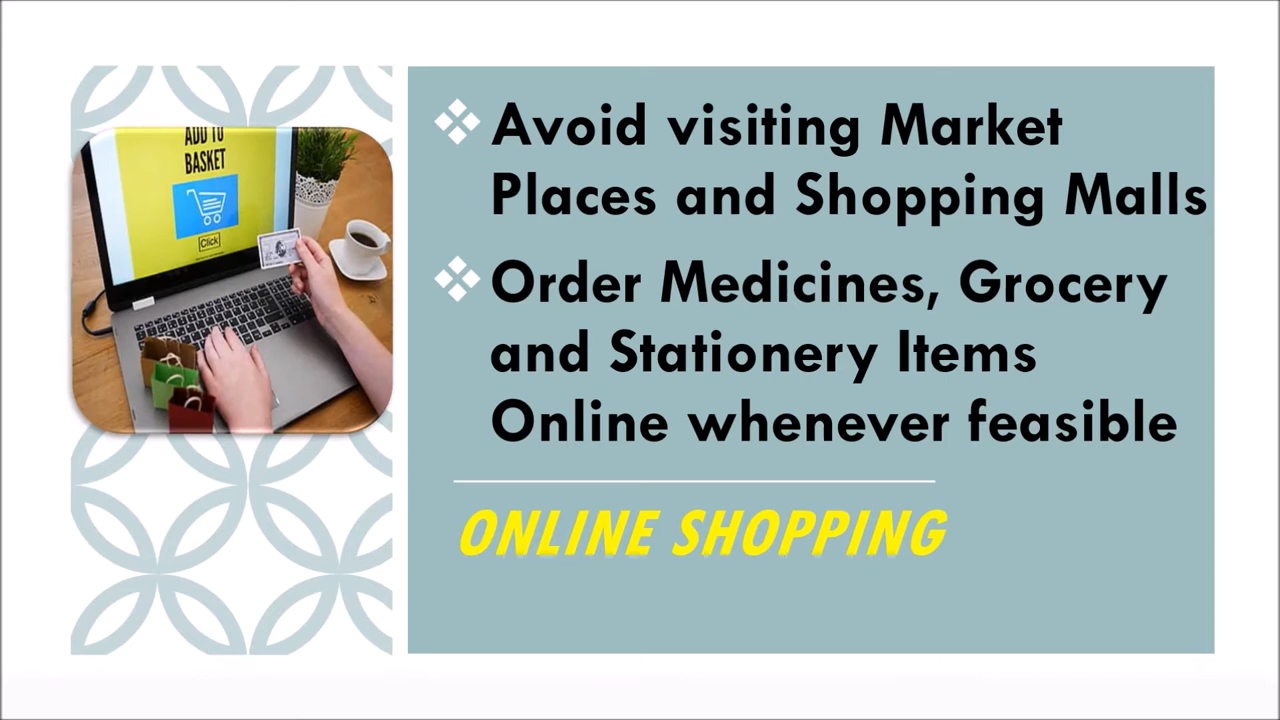 ADD TO
BASKET
Click
Avoid visiting Market
Places and Shopping Malls
Order Medicines, Grocery
and Stationery Items
Online whenever feasible
ONLINE SHOPPING